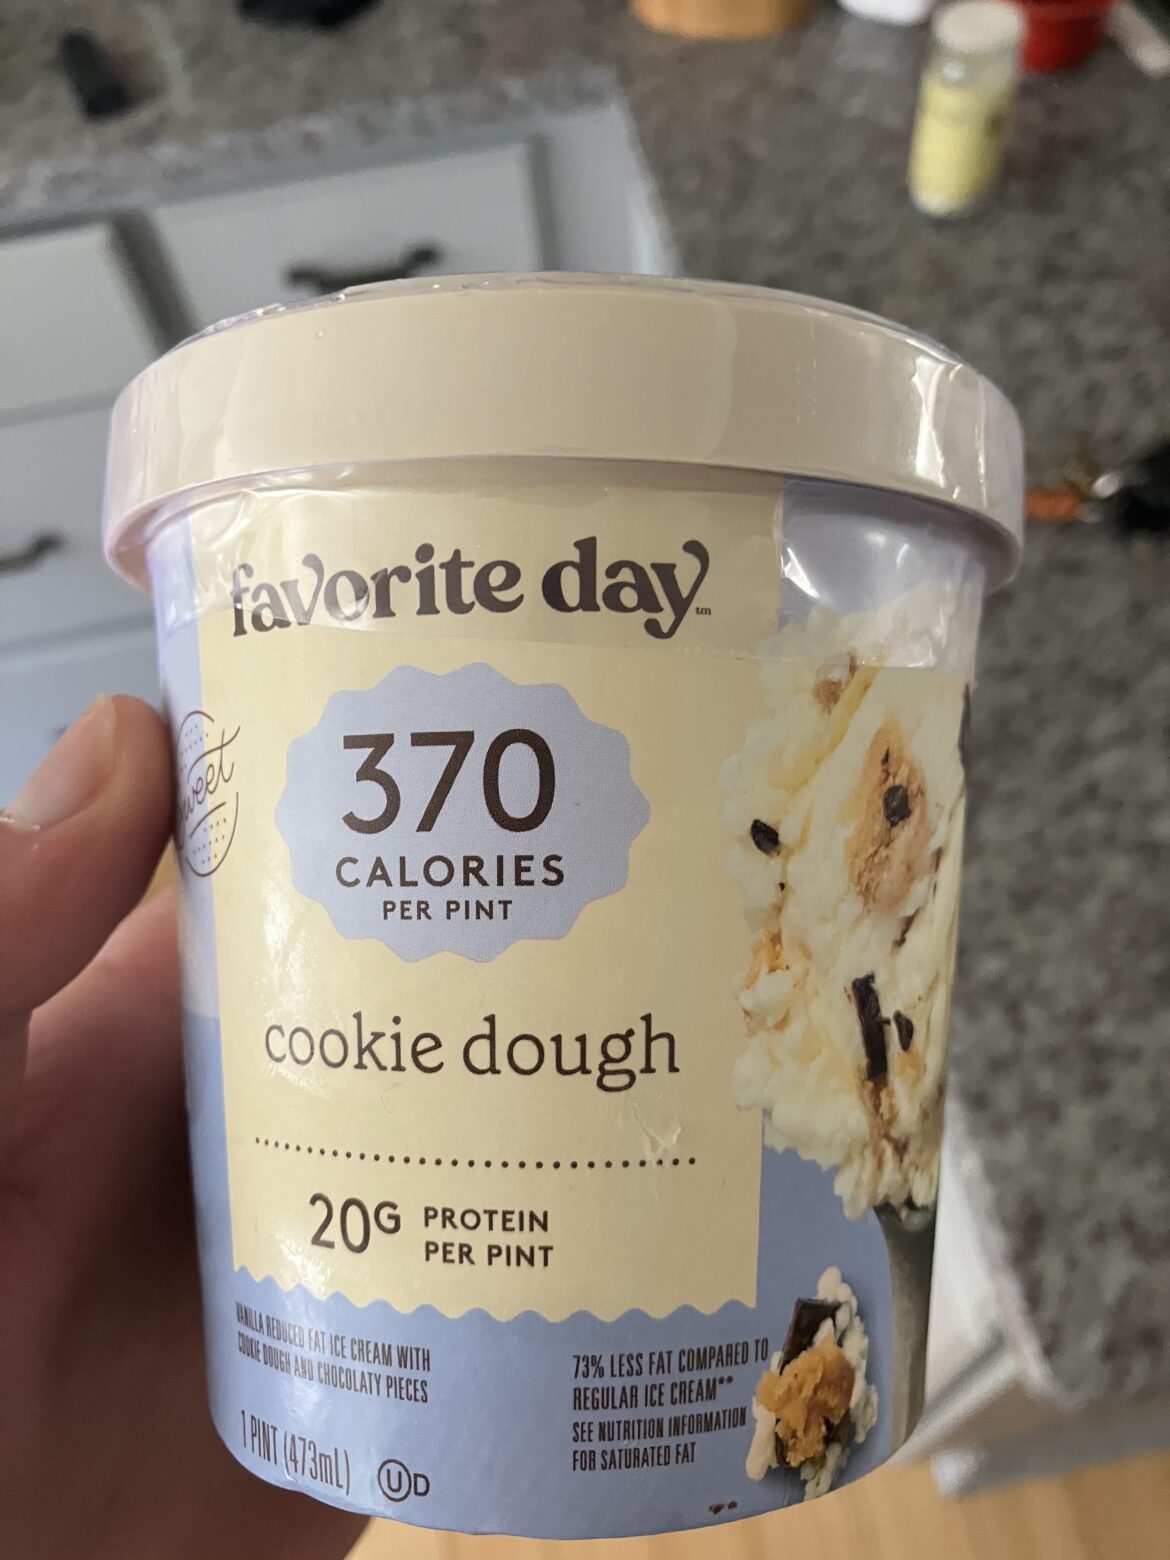 favorite day™
sweet
370
CALORIES
PER PINT
cookie dough
20G PROTEIN
PER PINT
VANILLA REDUCED FAT ICE CREAM WITH
COOKIE DOUGH AND CHOCOLATY PIECES
1 PINT (473mL) UD
73% LESS FAT COMPARED TO
REGULAR ICE CREAM**
SEE NUTRITION INFORMATION
FOR SATURATED FAT